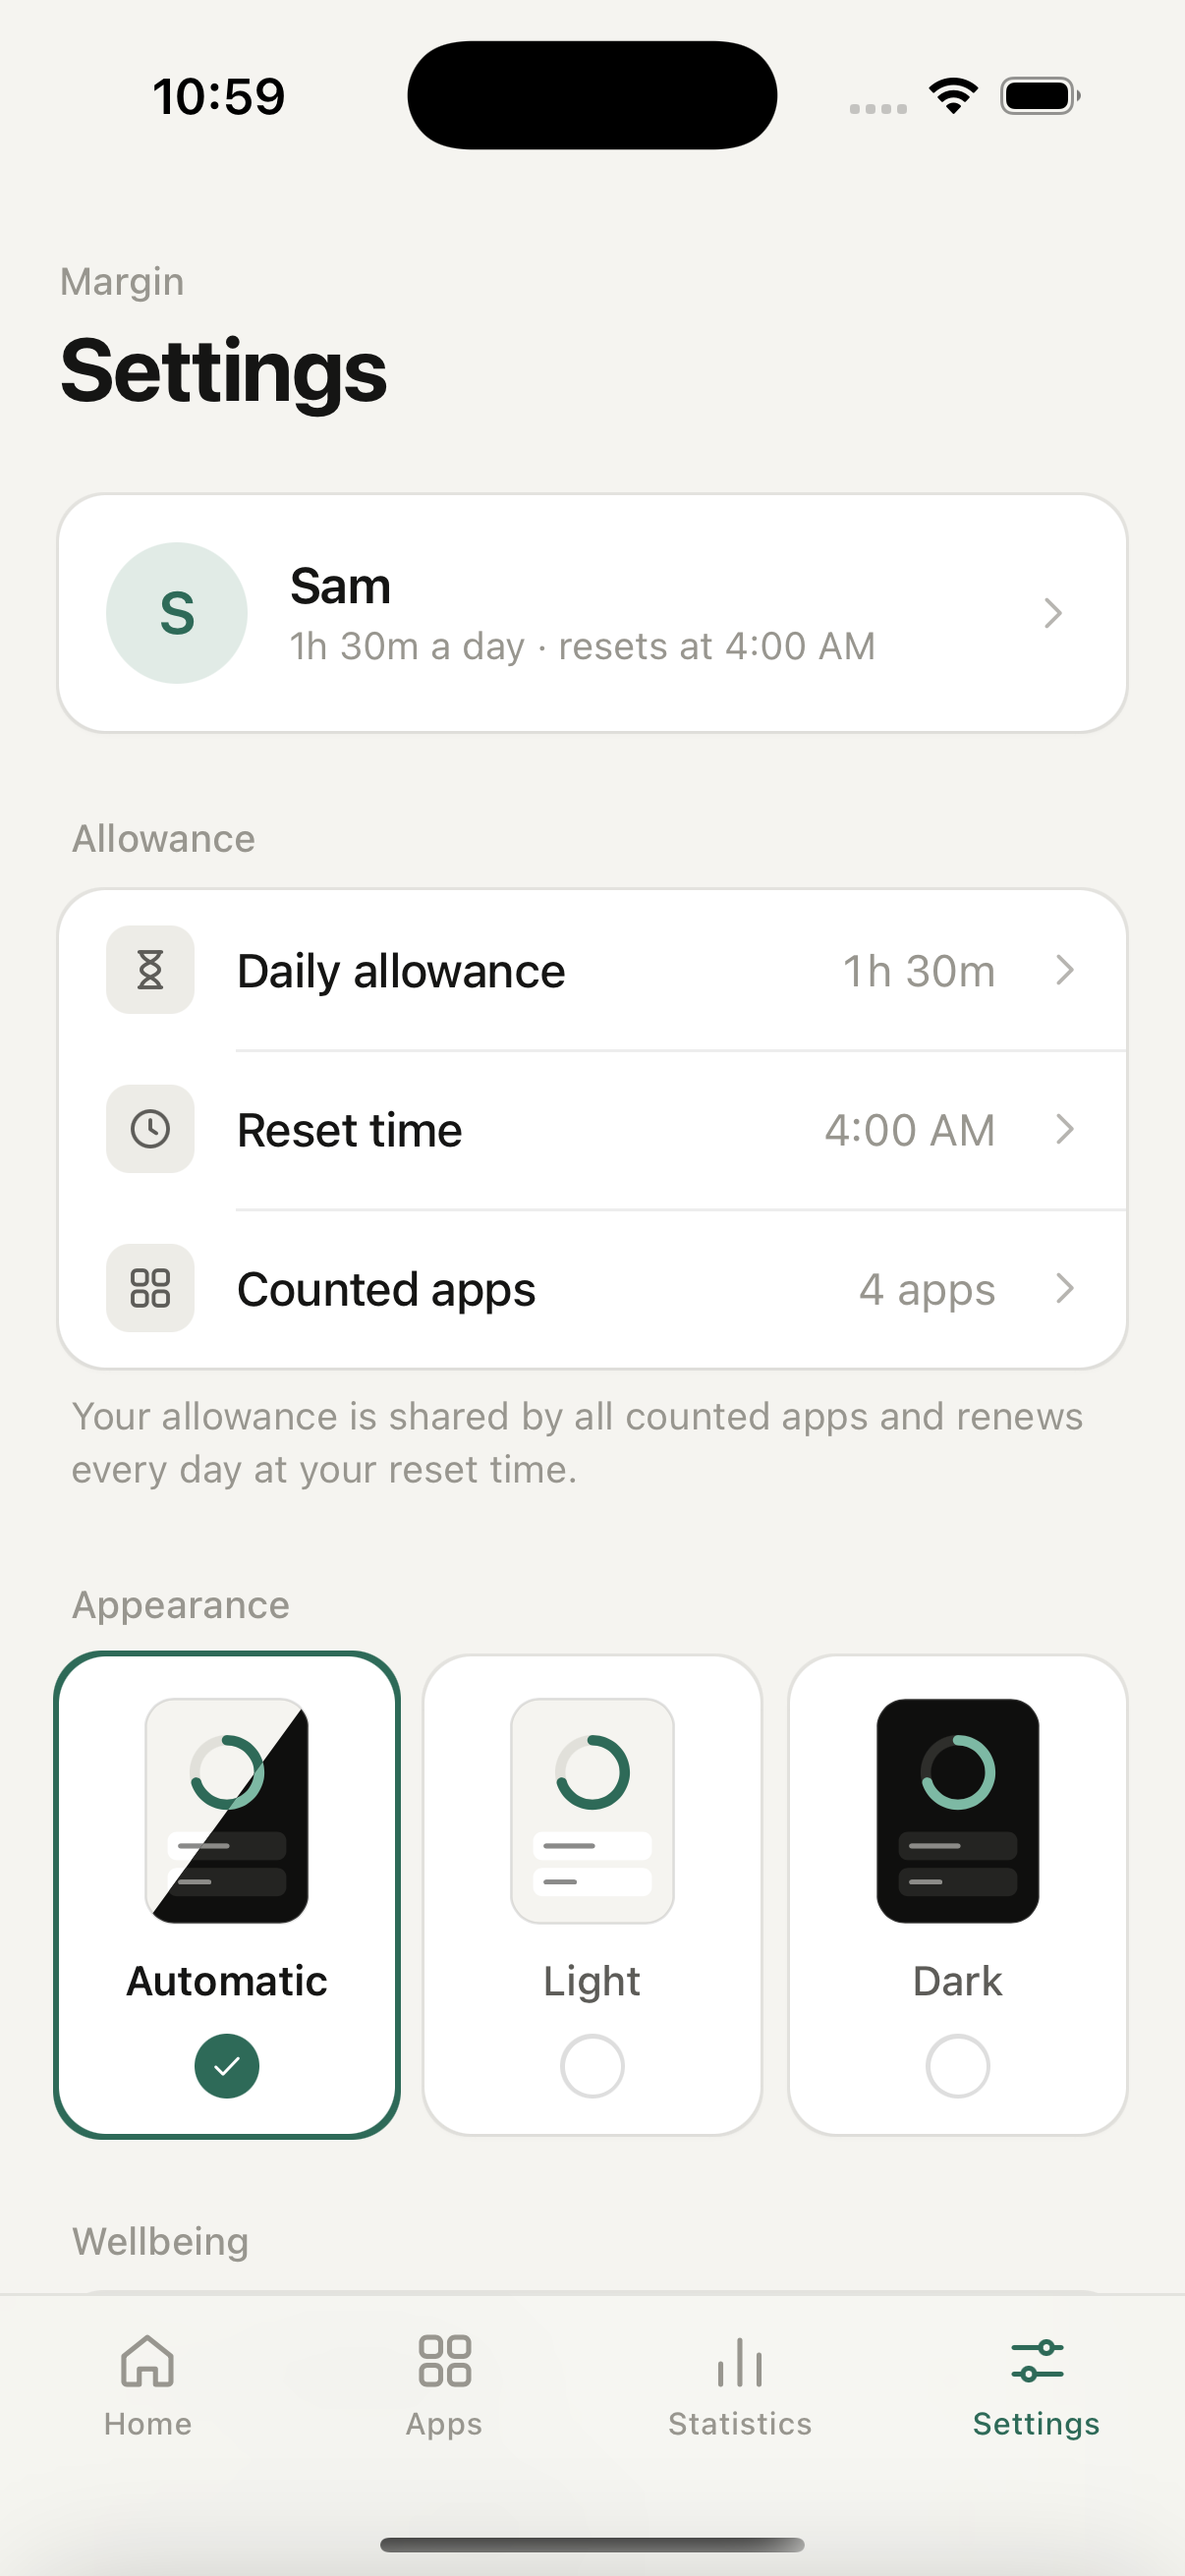 10:59
Margin
Settings
S
Sam
1h 30m a day · resets at 4:00 AM
Allowance
Daily allowance 1h 30m
Reset time 4:00 AM
Counted apps 4 apps
Your allowance is shared by all counted apps and renews
every day at your reset time.
Appearance
Automatic Light Dark
Wellbeing
Home Apps Statistics Settings